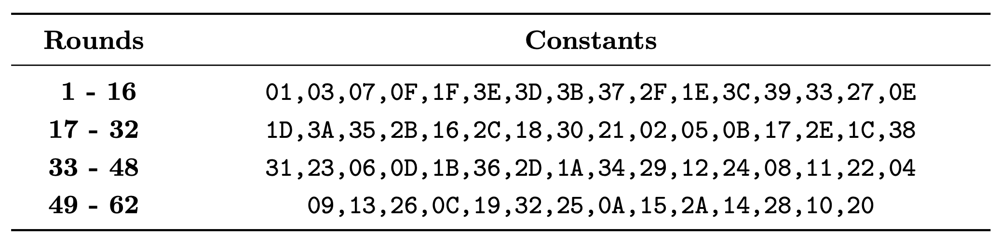 Rounds Constants
1 - 16 01,03,07,0F,1F,3E,3D,3B,37,2F,1E,3C,39,33,27,0E
17 - 32 1D,3A,35,2B,16,2C,18,30,21,02,05,0B,17,2E,1C,38
33 - 48 31,23,06,0D,1B,36,2D,1A,34,29,12,24,08,11,22,04
49 - 62 09,13,26,0C,19,32,25,0A,15,2A,14,28,10,20